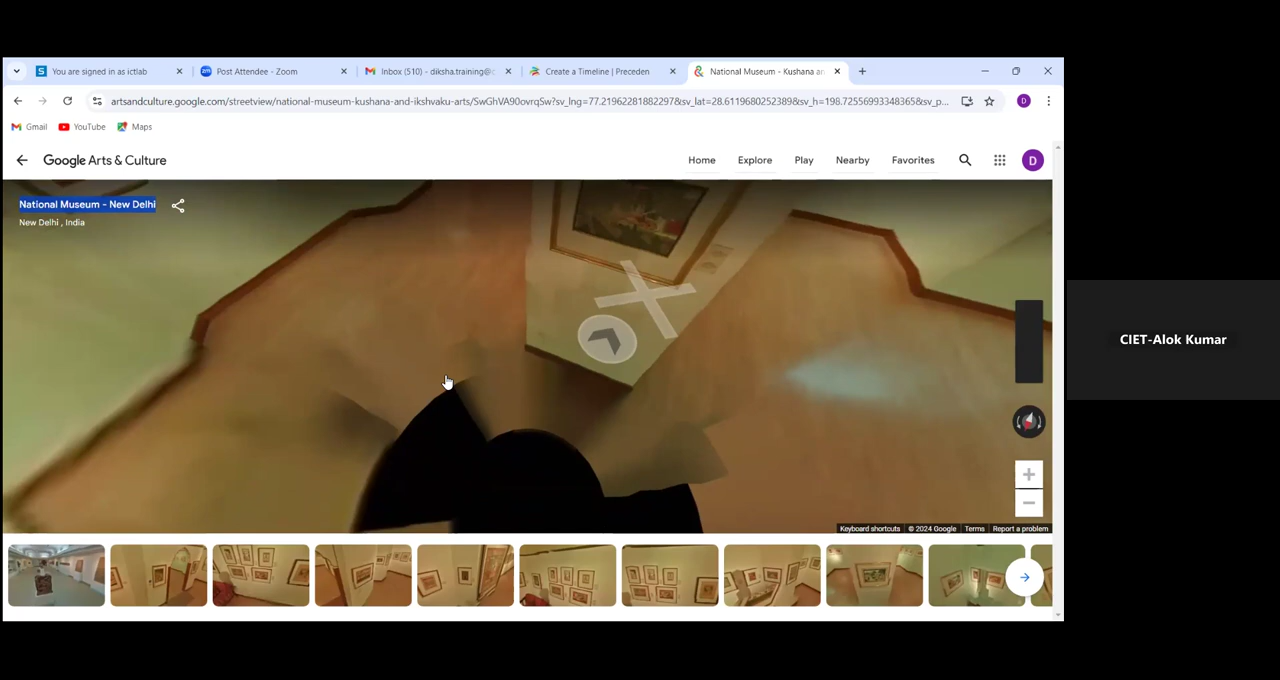 You are signed in as ictlab
Post Attendee - Zoom
Inbox (510) - diksha.training@
Create a Timeline | Preceden
National Museum - Kushana an
artsandculture.google.com/streetview/national-museum-kushana-and-ikshvaku-arts/SwGhVA90ovrqSw?sv_lng=77.21962281882297&sv_lat=28.6119680252389&sv_h=198.72556993348365&sv_p...
D
Gmail
YouTube
Maps
Google Arts & Culture
Home
Explore
Play
Nearby
Favorites
D
National Museum - New Delhi
New Delhi , India
CIET-Alok Kumar
Keyboard shortcuts
© 2024 Google
Terms
Report a problem